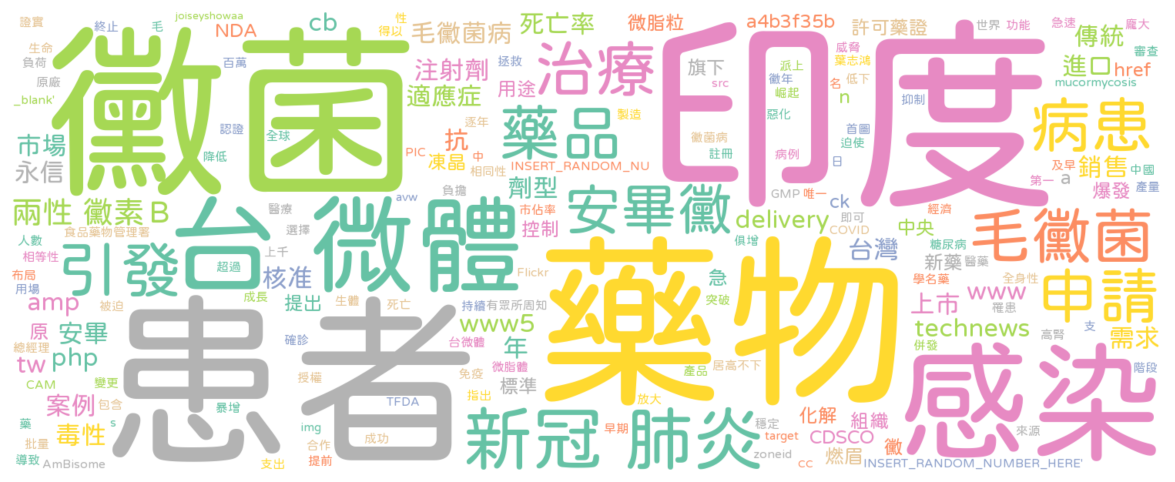 證實
終止
毛
joiseyshowaa
NDA
cb
毛黴菌病
死亡率
性
得以
微脂粒
a4b3f35b
許可藥證
世界
功能
急速
龐大
生命
負荷
原廠
百萬
黴菌
注射劑
適應症
治療
用途
拯救
旗下
src
印度
派上
黴年
崛起
威脅
葉志鴻
名
低下
n
傳統
審查
進口
href
mucormycosis
_blank'
市場
永信
認證
降低
全球
PIC
抗
凍晶
逐年
中
相同性
製造
藥品
INSERT_RANDOM_NU
黴菌病
註冊
惡化
病例
抑制
首圖
迫使
日
病患
銷售
中國
及早
第一
a
爆發
產量
兩性
黴素B
醫療
選擇
負擔
avw
劑型
市佔率
控制
安畢黴
GMP
唯一
ck
即可
COVID
delivery
俱增
經濟
中央
台灣
糖尿病
毛黴菌
食品藥物管理署
人數
相等性
布局
用場
引發
台
超過
上千
微體
核准
Flickr
急
突破
新藥
醫藥
學名藥
全身性
罹患
申請
amp
被迫
成長
提出
生體
死亡
持續
有眾所周知
www5
藥物
上市
www
technews
支
高腎
併發
需求
原
安畢
總經理
tw
php
CAM
變更
確診
患者
授權
台微體
年
微脂體
免疫
標準
指出
產品
居高不下
放大
感染
階段
案例
包含
s
藥
毒性
暴增
批量
導致
AmBisome
支出
TFDA
img
合作
提前
成功
新冠
早期
肺炎
穩定
target
zoneid
cc
化解
CDSCO
組織
燃眉
黴
來源
INSERT_RANDOM_NUMBER_HERE'